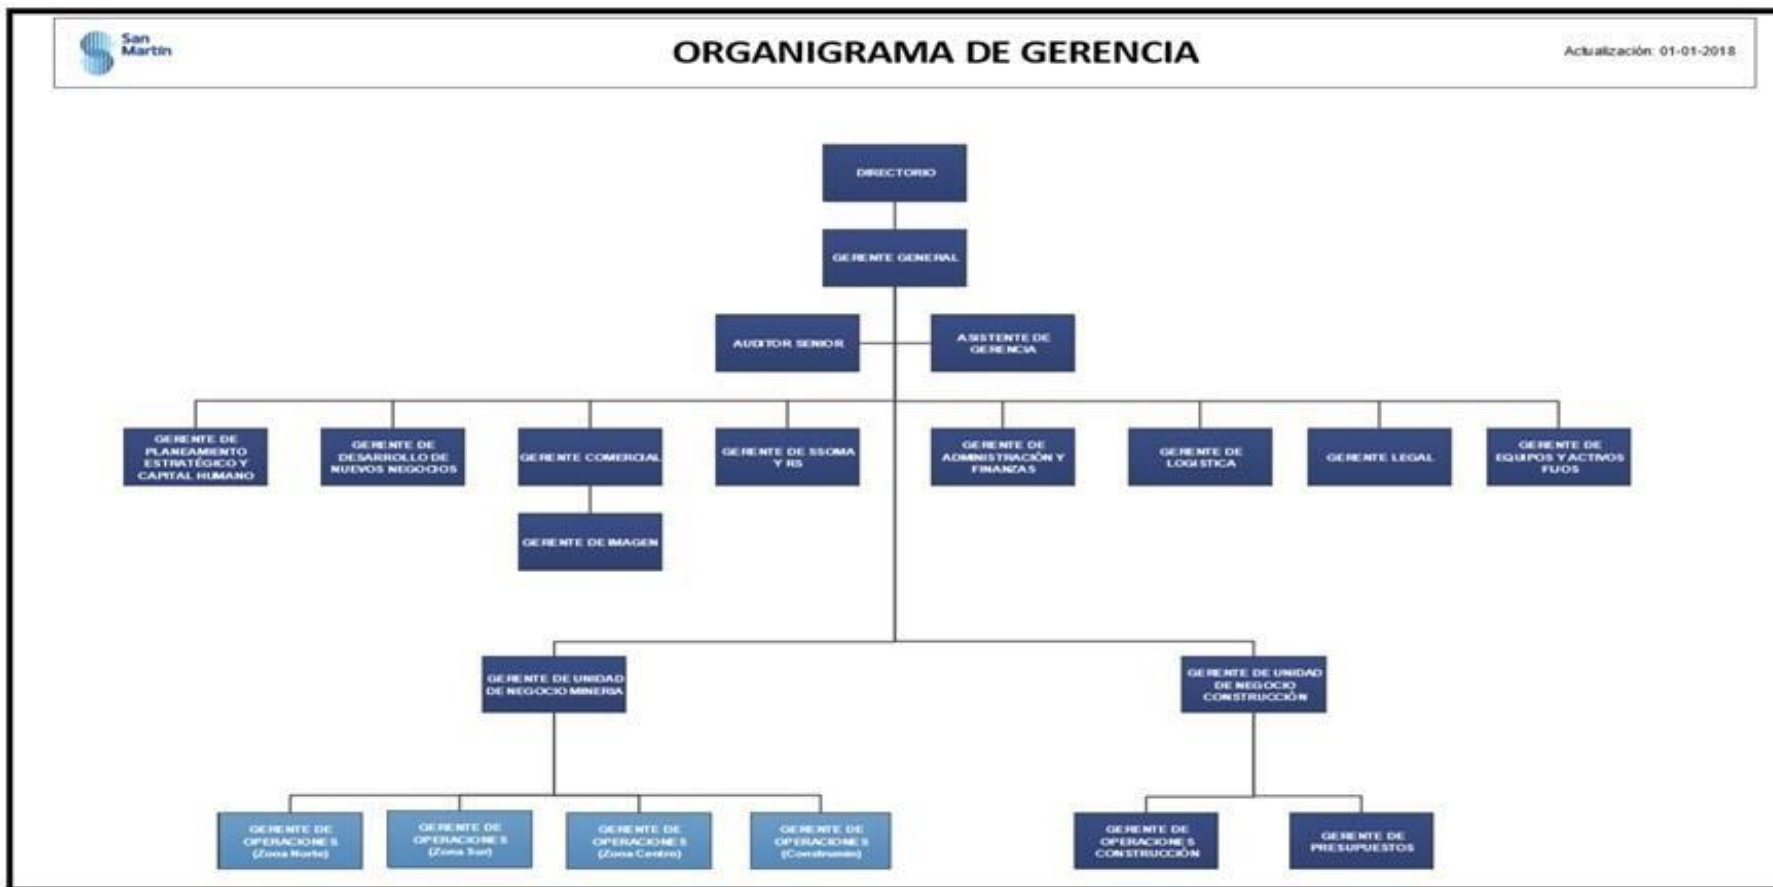 San
Martín
ORGANIGRAMA DE GERENCIA
Actualización: 01-01-2018
DIRECTORIO
GERENTE GENERAL
AUDITOR SENIOR
ASISTENTE DE
GERENCIA
GERENTE DE
PLANEAMIENTO
ESTRATÉGICO Y
CAPITAL HUMANO
GERENTE DE
DESARROLLO DE
NUEVOS NEGOCIOS
GERENTE COMERCIAL
GERENTE DE SSOMA
Y RS
GERENTE DE
ADMINISTRACIÓN Y
FINANZAS
GERENTE DE
LOGISTICA
GERENTE LEGAL
GERENTE DE
EQUIPOS Y ACTIVOS
FIJOS
GERENTE DE IMAGEN
GERENTE DE UNIDAD
DE NEGOCIO MINERIA
GERENTE DE UNIDAD
DE NEGOCIO
CONSTRUCCIÓN
GERENTE DE
OPERACIONES
(Zona Norte)
GERENTE DE
OPERACIONES
(Zona Sur)
GERENTE DE
OPERACIONES
(Zona Centro)
GERENTE DE
OPERACIONES
(Construmin)
GERENTE DE
OPERACIONES
CONSTRUCCIÓN
GERENTE DE
PRESUPUESTOS